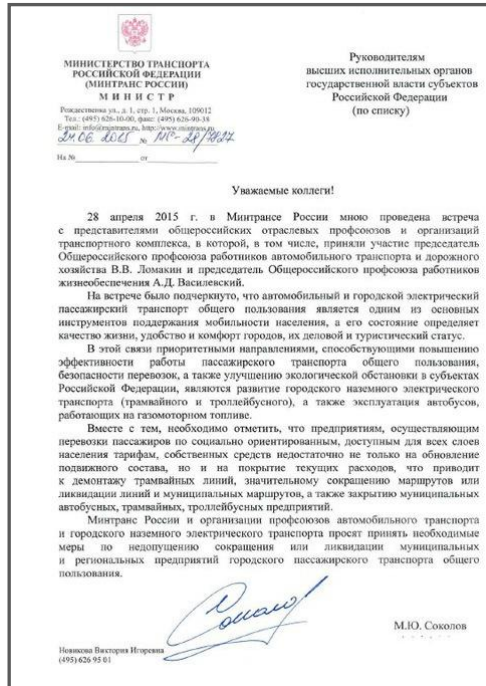 МИНИСТЕРСТВО ТРАНСПОРТА
РОССИЙСКОЙ ФЕДЕРАЦИИ
(МИНТРАНС РОССИИ)
МИНИСТР
Рождественка ул., д. 1, стр. 1, Москва, 109012
Тел.: (495) 626-10-00, факс: (495) 626-90-38
E-mail: info@mintrans.ru, http://www.mintrans.ru
24.06.2015 № МС-28/7827
На № от
Руководителям
высших исполнительных органов
государственной власти субъектов
Российской Федерации
(по списку)
Уважаемые коллеги!
28 апреля 2015 г. в Минтрансе России мною проведена встреча
с представителями общероссийских отраслевых профсоюзов и организаций
транспортного комплекса, в которой, в том числе, приняли участие председатель
Общероссийского профсоюза работников автомобильного транспорта и дорожного
хозяйства В.В. Ломакин и председатель Общероссийского профсоюза работников
жизнеобеспечения А.Д. Василевский.
На встрече было подчеркнуто, что автомобильный и городской электрический
пассажирский транспорт общего пользования является одним из основных
инструментов поддержания мобильности населения, а его состояние определяет
качество жизни, удобство и комфорт городов, их деловой и туристический статус.
В этой связи приоритетными направлениями, способствующими повышению
эффективности работы пассажирского транспорта общего пользования,
безопасности перевозок, а также улучшению экологической обстановки в субъектах
Российской Федерации, являются развитие городского наземного электрического
транспорта (трамвайного и троллейбусного), а также эксплуатация автобусов,
работающих на газомоторном топливе.
Вместе с тем, необходимо отметить, что предприятиям, осуществляющим
перевозки пассажиров по социально ориентированным, доступным для всех слоев
населения тарифам, собственных средств недостаточно не только на обновление
подвижного состава, но и на покрытие текущих расходов, что приводит
к демонтажу трамвайных линий, значительному сокращению маршрутов или
ликвидации линий и муниципальных маршрутов, а также закрытию муниципальных
автобусных, трамвайных, троллейбусных предприятий.
Минтранс России и организации профсоюзов автомобильного транспорта
и городского наземного электрического транспорта просят принять необходимые
меры по недопущению сокращения или ликвидации муниципальных
и региональных предприятий городского пассажирского транспорта общего
пользования.
М.Ю. Соколов
Новикова Виктория Игоревна
(495) 626 95 01